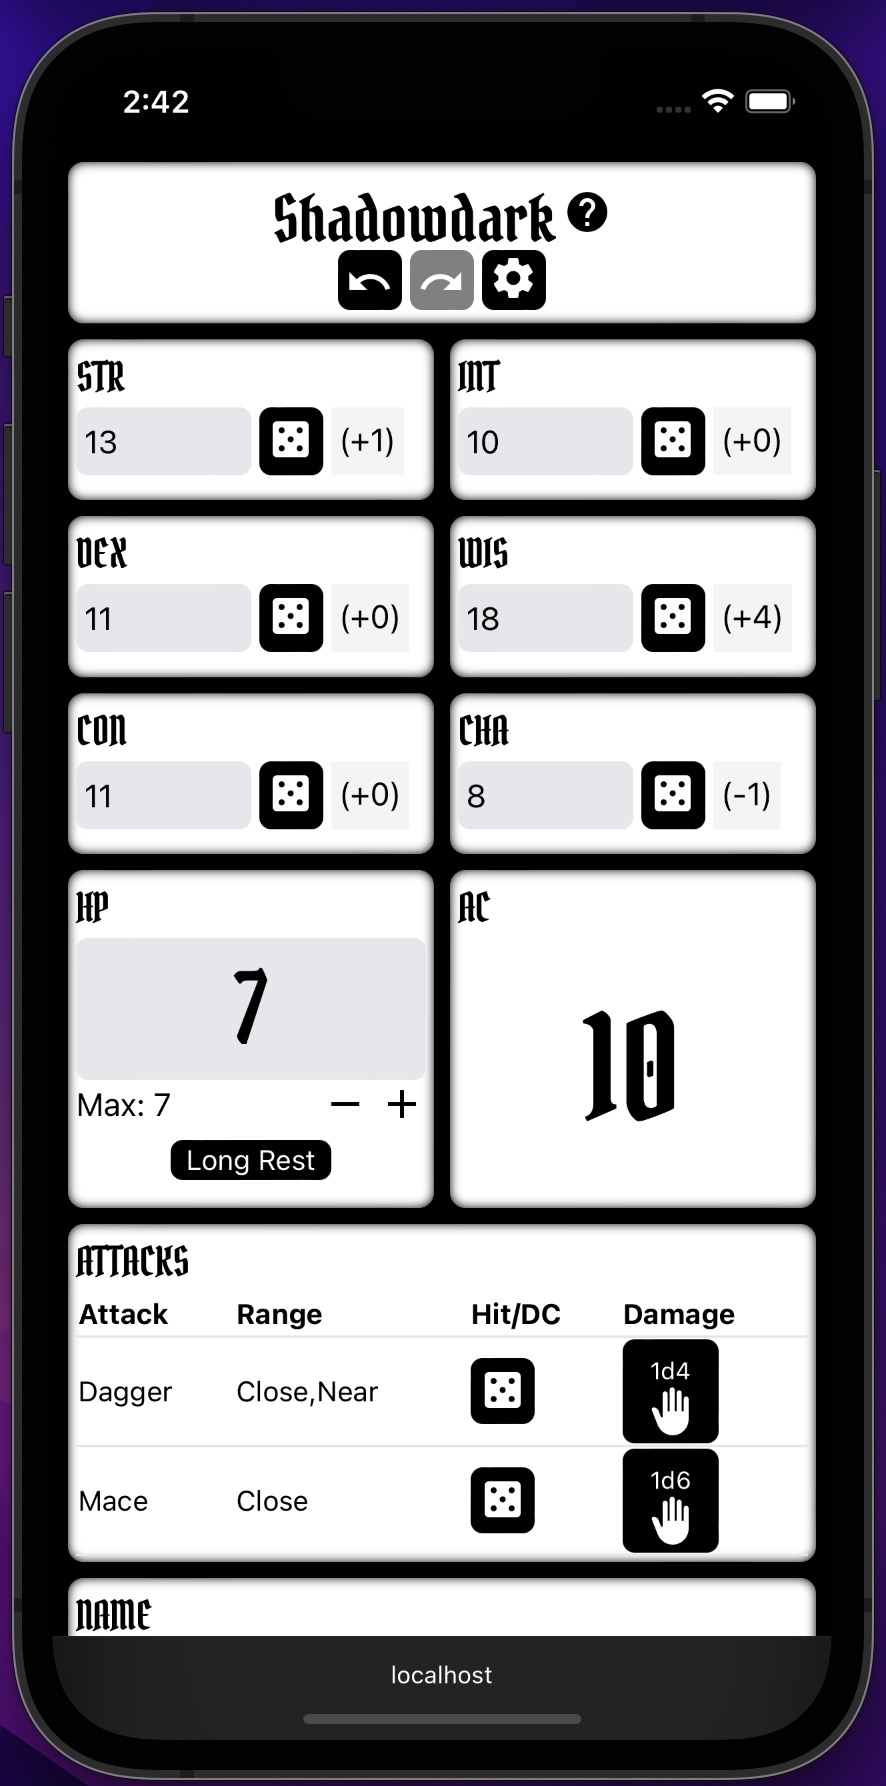 2:42
Shadowdark ?
STR
13 (+1)
INT
10 (+0)
DEX
11 (+0)
WIS
18 (+4)
CON
11 (+0)
CHA
8 (-1)
HP
7
Max: 7 − +
Long Rest
AC
10
ATTACKS
Attack Range Hit/DC Damage
Dagger Close,Near 1d4
Mace Close 1d6
NAME
localhost